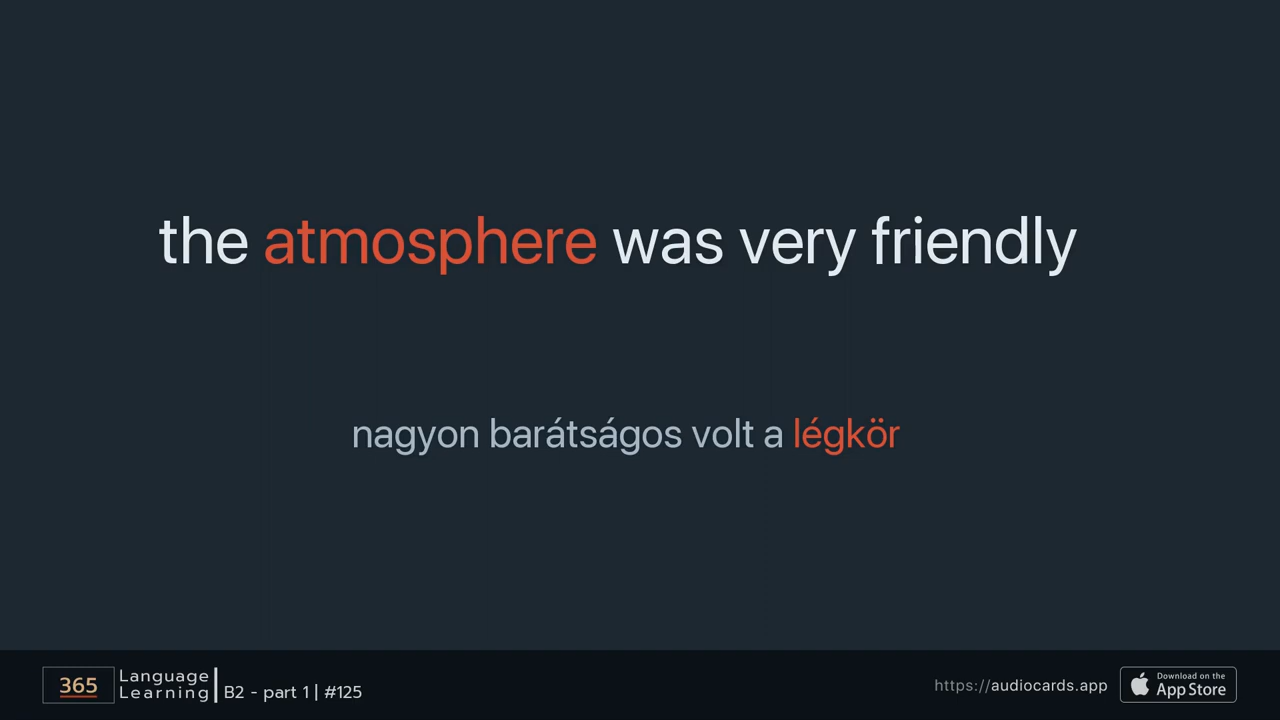 the atmosphere was very friendly
nagyon barátságos volt a légkör
365 Language Learning | B2 - part 1 | #125
https://audiocards.app
Download on the App Store